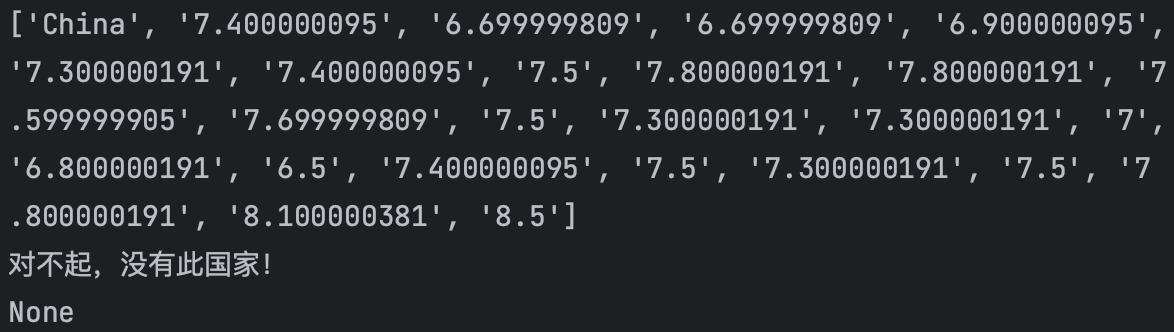 ['China', '7.400000095', '6.699999809', '6.699999809', '6.900000095',
'7.300000191', '7.400000095', '7.5', '7.800000191', '7.800000191', '7
.599999905', '7.699999809', '7.5', '7.300000191', '7.300000191', '7',
'6.800000191', '6.5', '7.400000095', '7.5', '7.300000191', '7.5', '7
.800000191', '8.100000381', '8.5']
对不起，没有此国家！
None